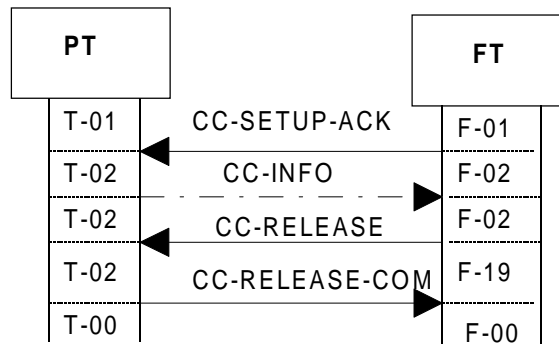 PT
FT
T-01
CC-SETUP-ACK
F-01
T-02
CC-INFO
F-02
T-02
CC-RELEASE
F-02
T-02
CC-RELEASE-COM
F-19
T-00
F-00